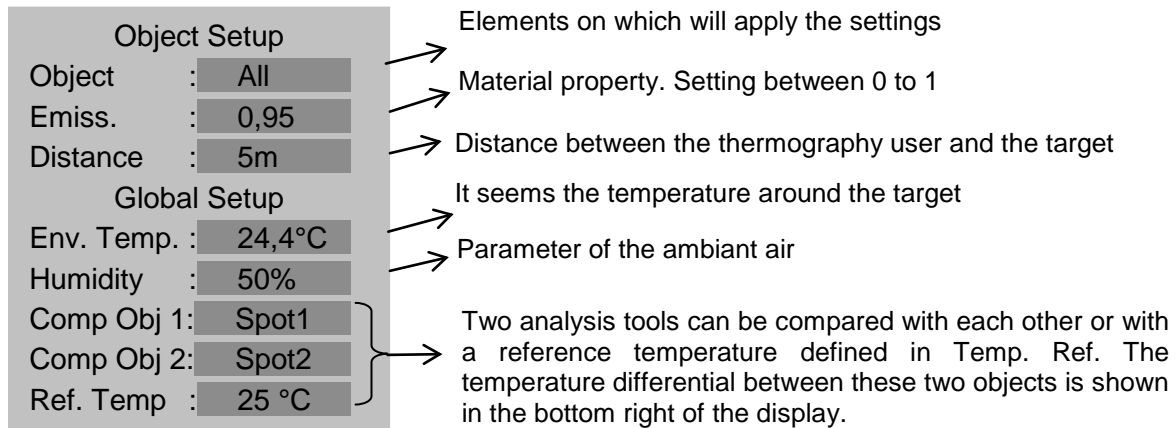 Object Setup
Object : All
Emiss. : 0,95
Distance : 5m
Global Setup
Env. Temp. : 24,4°C
Humidity : 50%
Comp Obj 1: Spot1
Comp Obj 2: Spot2
Ref. Temp : 25 °C
Elements on which will apply the settings
Material property. Setting between 0 to 1
Distance between the thermography user and the target
It seems the temperature around the target
Parameter of the ambiant air
Two analysis tools can be compared with each other or with
a reference temperature defined in Temp. Ref. The
temperature differential between these two objects is shown
in the bottom right of the display.